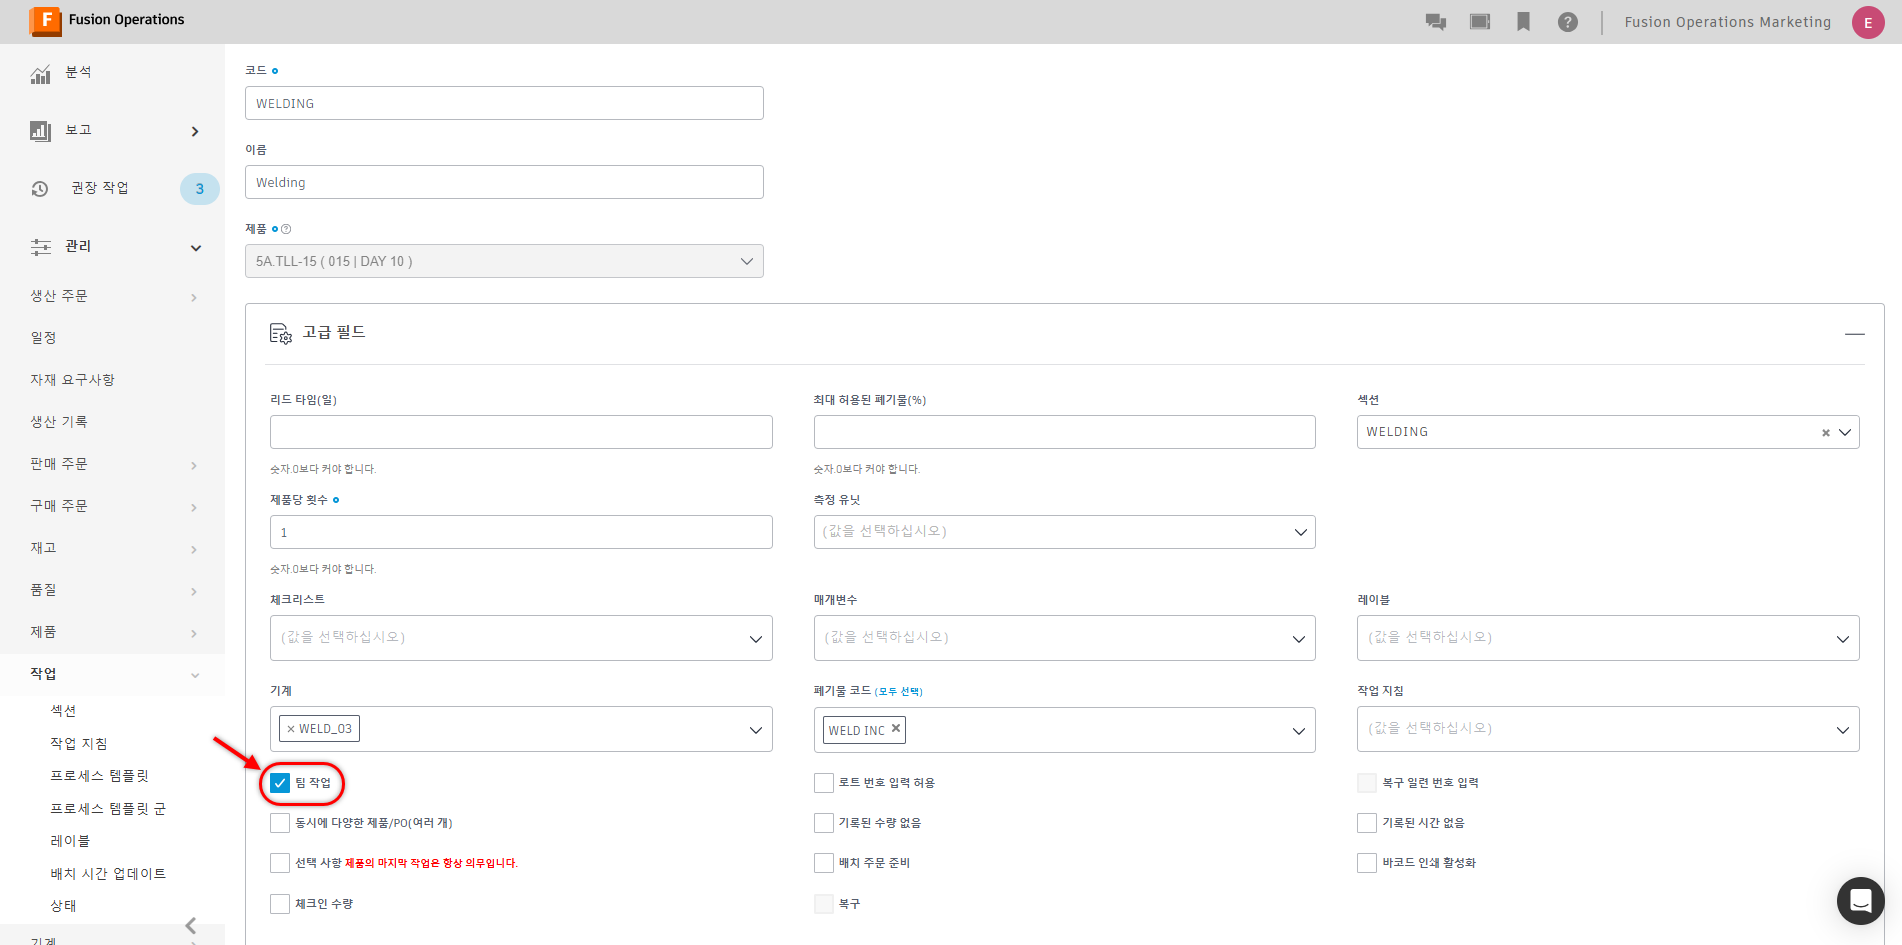 Fusion Operations
Fusion Operations Marketing
E
분석
보고
권장 작업
3
관리
생산 주문
일정
자재 요구사항
생산 기록
판매 주문
구매 주문
재고
품질
제품
작업
섹션
작업 지침
프로세스 템플릿
프로세스 템플릿 군
레이블
배치 시간 업데이트
상태
기계
코드
WELDING
이름
Welding
제품
5A.TLL-15 ( 015 | DAY 10 )
고급 필드
리드 타임(일)
최대 허용된 폐기물(%)
섹션
WELDING
숫자.0보다 커야 합니다.
숫자.0보다 커야 합니다.
제품당 횟수
측정 유닛
1
(값을 선택하십시오)
숫자.0보다 커야 합니다.
체크리스트
매개변수
레이블
(값을 선택하십시오)
(값을 선택하십시오)
(값을 선택하십시오)
기계
폐기물 코드 (모두 선택)
작업 지침
× WELD_03
WELD INC ×
(값을 선택하십시오)
팀 작업
로트 번호 입력 허용
복구 일련 번호 입력
동시에 다양한 제품/PO(여러 개)
기록된 수량 없음
기록된 시간 없음
선택 사항 제품의 마지막 작업은 항상 의무입니다.
배치 주문 준비
바코드 인쇄 활성화
체크인 수량
복구